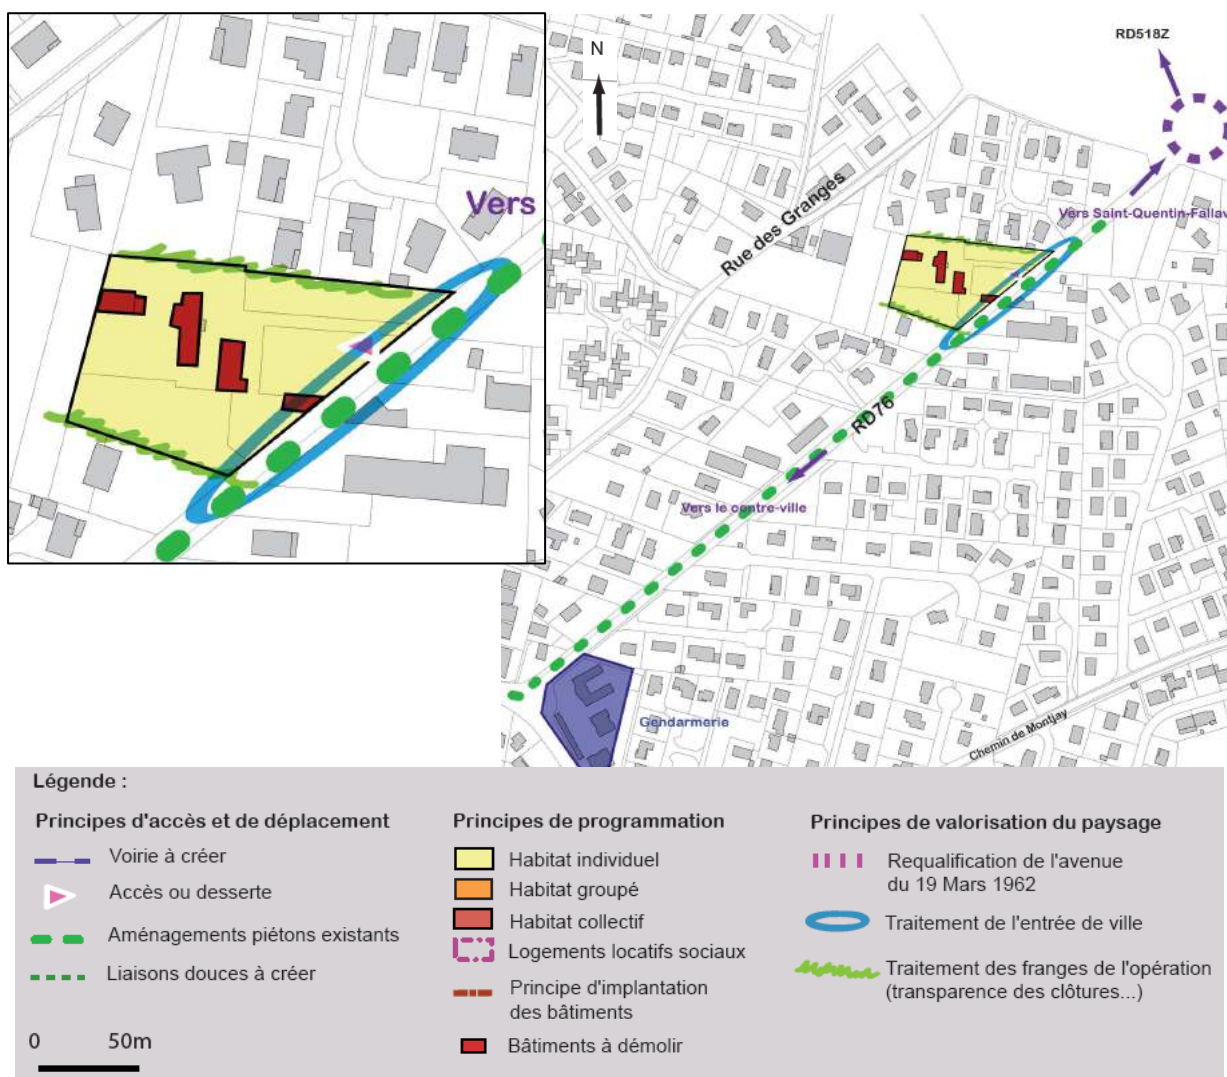 Vers
N
RD518Z
Rue des Granges
Vers Saint-Quentin-Fallav
RD76
Vers le centre-ville
Gendarmerie
Chemin de Montjay
Légende :
Principes d'accès et de déplacement
Voirie à créer
Accès ou desserte
Aménagements piétons existants
Liaisons douces à créer
0 50m
Principes de programmation
Habitat individuel
Habitat groupé
Habitat collectif
Logements locatifs sociaux
Principe d'implantation
des bâtiments
Bâtiments à démolir
Principes de valorisation du paysage
Requalification de l'avenue
du 19 Mars 1962
Traitement de l'entrée de ville
Traitement des franges de l'opération
(transparence des clôtures...)